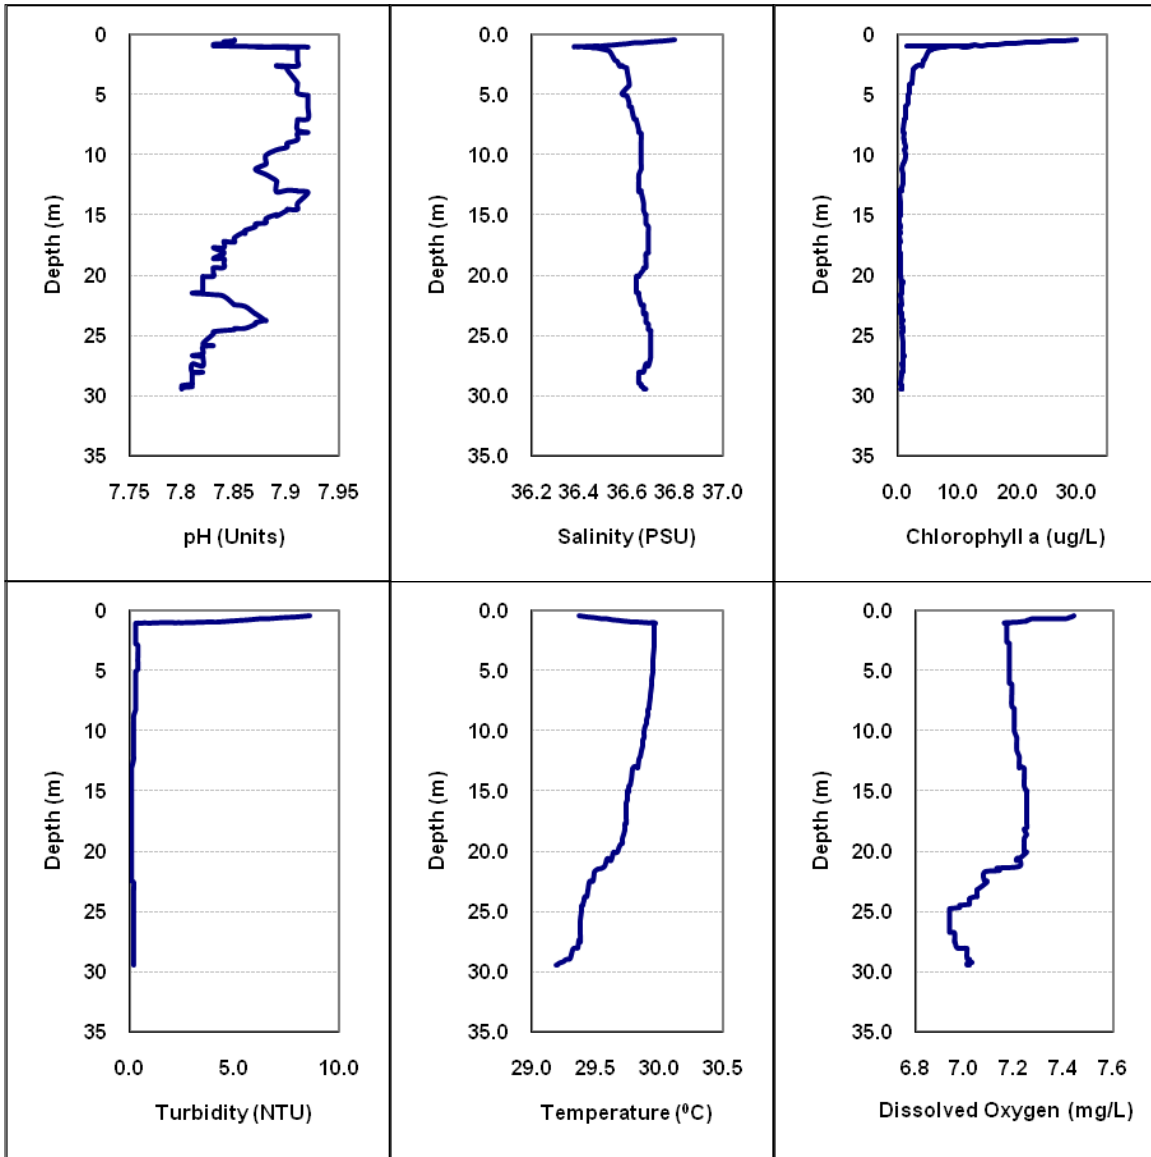 0
5
10
15
20
25
30
35
Depth (m)
7.75 7.8 7.85 7.9 7.95
pH (Units)
0.0
5.0
10.0
15.0
20.0
25.0
30.0
35.0
Depth (m)
36.2 36.4 36.6 36.8 37.0
Salinity (PSU)
0
5
10
15
20
25
30
35
Depth (m)
0.0 10.0 20.0 30.0
Chlorophyll a (ug/L)
0
5
10
15
20
25
30
35
Depth (m)
0.0 5.0 10.0
Turbidity (NTU)
0.0
5.0
10.0
15.0
20.0
25.0
30.0
35.0
Depth (m)
29.0 29.5 30.0 30.5
Temperature (⁰C)
0.0
5.0
10.0
15.0
20.0
25.0
30.0
35.0
Depth (m)
6.8 7.0 7.2 7.4 7.6
Dissolved Oxygen (mg/L)